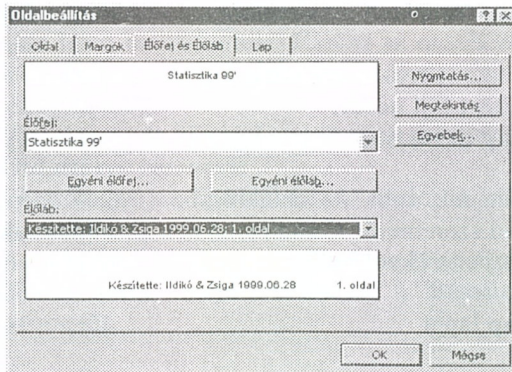 Oldalbeállítás
Oldal Margók Élőfej és Élőláb Lap
Statisztika 99'
Nyomtatás...
Megtekintés
Élőfej:
Statisztika 99'
Egyebek...
Egyéni élőfej... Egyéni élőláb...
Élőláb:
Készítette: Ildikó & Zsiga 1999.06.28; 1. oldal
Készítette: Ildikó & Zsiga 1999.06.28 1. oldal
OK Mégse